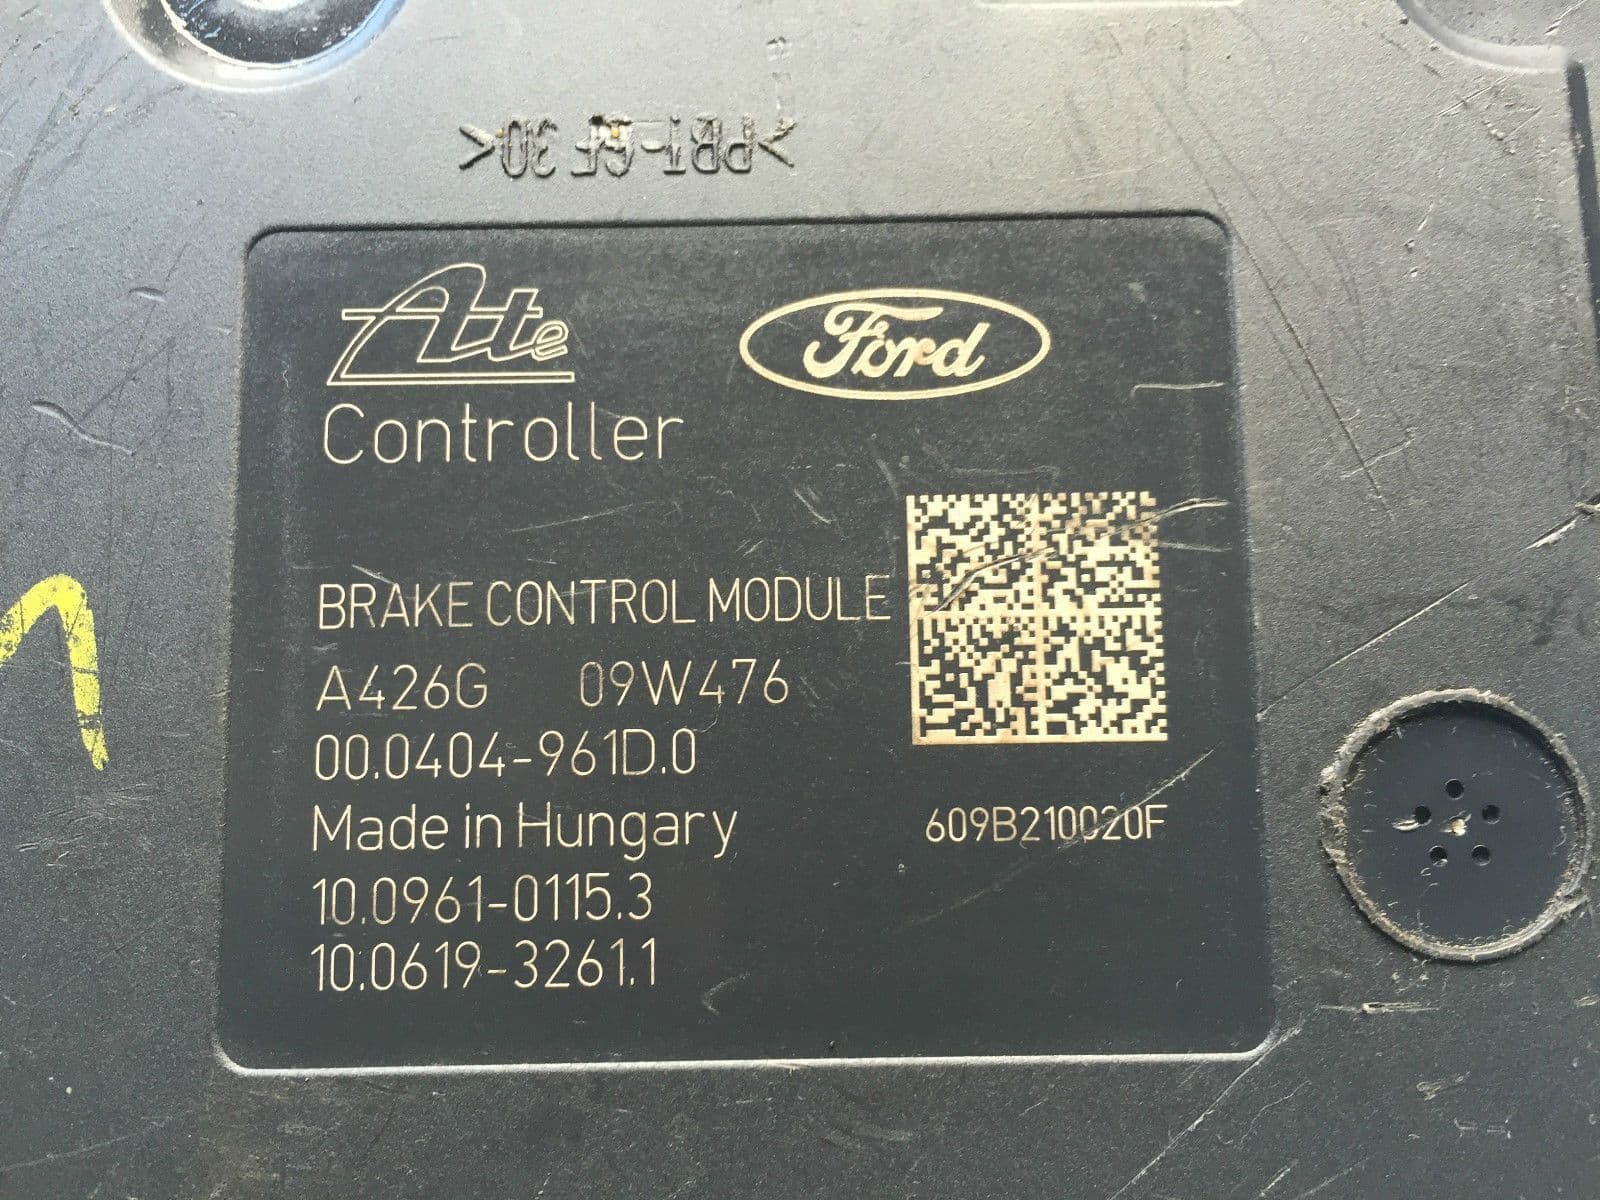 >PBT-GF 30<
Ate
Ford
Controller
BRAKE CONTROL MODULE
A426G 09W476
00.0404-961D.0
Made in Hungary
609B210020F
10.0961-0115.3
10.0619-3261.1